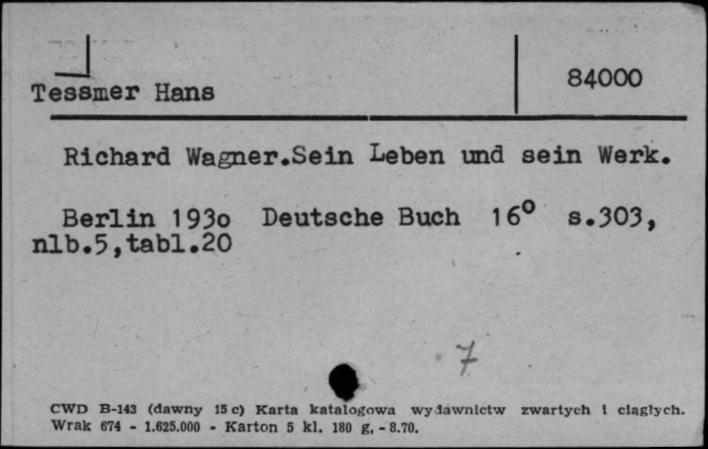 Tessmer Hans
84000
Richard Wagner.Sein Leben und sein Werk.
Berlin 193o Deutsche Buch 16° s.303,
nlb.5,tabl.20
7
CWD B-143 (dawny 15 c) Karta katalogowa wydawnictw zwartych i ciągłych.
Wrak 674 - 1.625.000 - Karton 5 kl. 180 g. - 8.70.